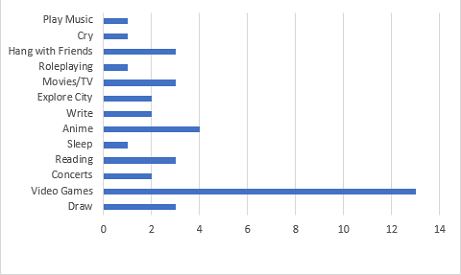 Play Music
Cry
Hang with Friends
Roleplaying
Movies/TV
Explore City
Write
Anime
Sleep
Reading
Concerts
Video Games
Draw
0 2 4 6 8 10 12 14